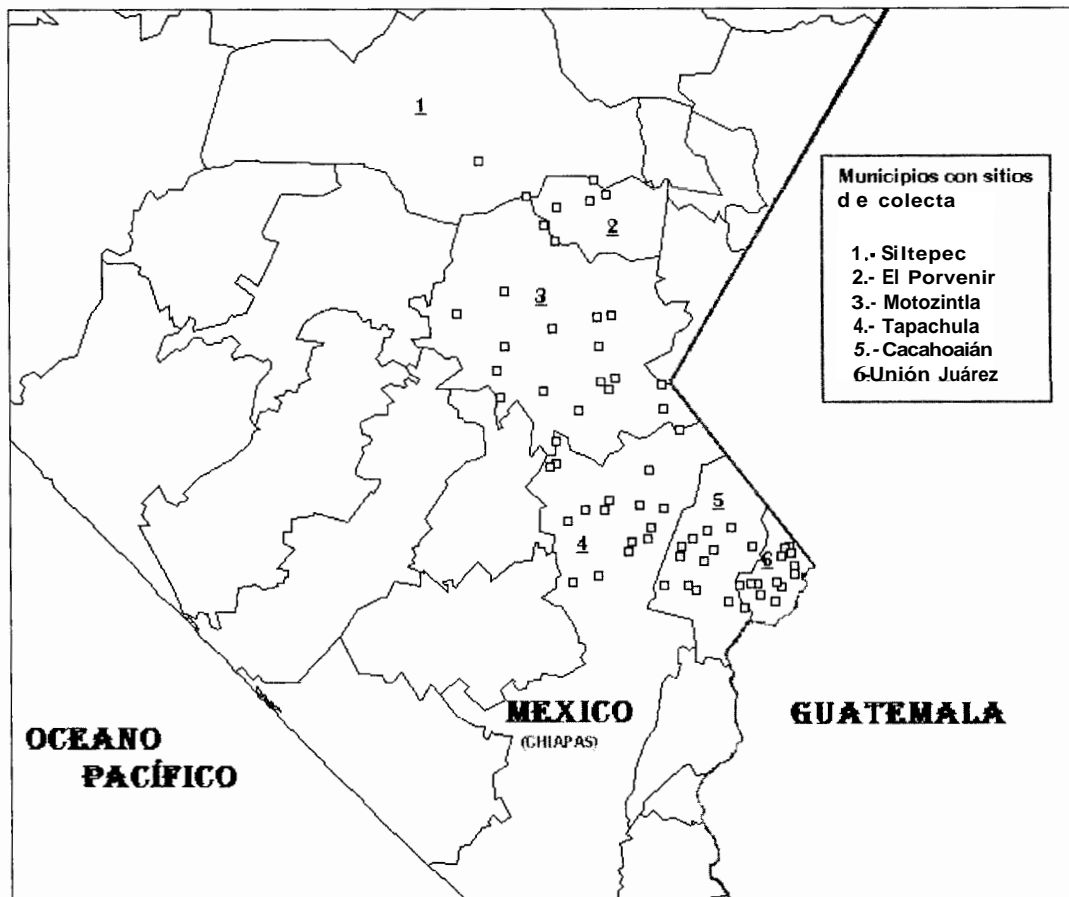 1
2
3
4
5
6
Municipios con sitios
de colecta
1.- Siltepec
2.- El Porvenir
3.- Motozintla
4.- Tapachula
5.- Cacahoaián
6-Unión Juárez
MEXICO
(CHIAPAS)
GUATEMALA
OCEANO
PACÍFICO